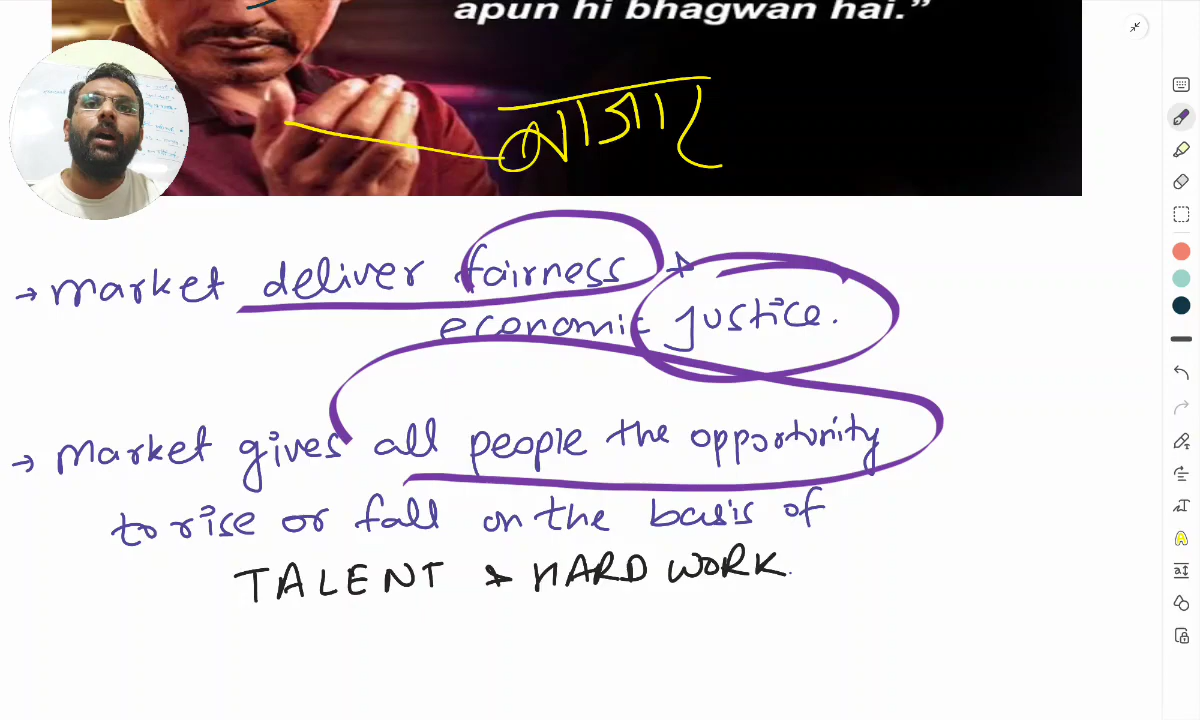 apun hi bhagwan hai.”
বাজার
→ market deliver fairness +
economic justice.
→ market gives all people the opportunity
to rise or fall on the basis of
TALENT + HARD WORK.